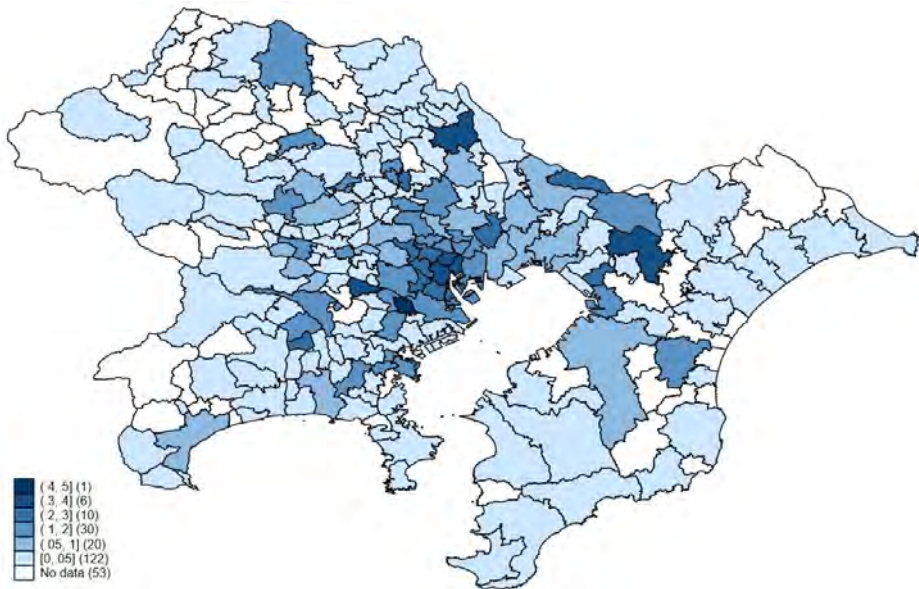 ( 4, 5] (1)
( 3, 4] (6)
( 2, 3] (10)
( 1, 2] (30)
( 05, 1] (20)
[0, 05] (122)
No data (53)